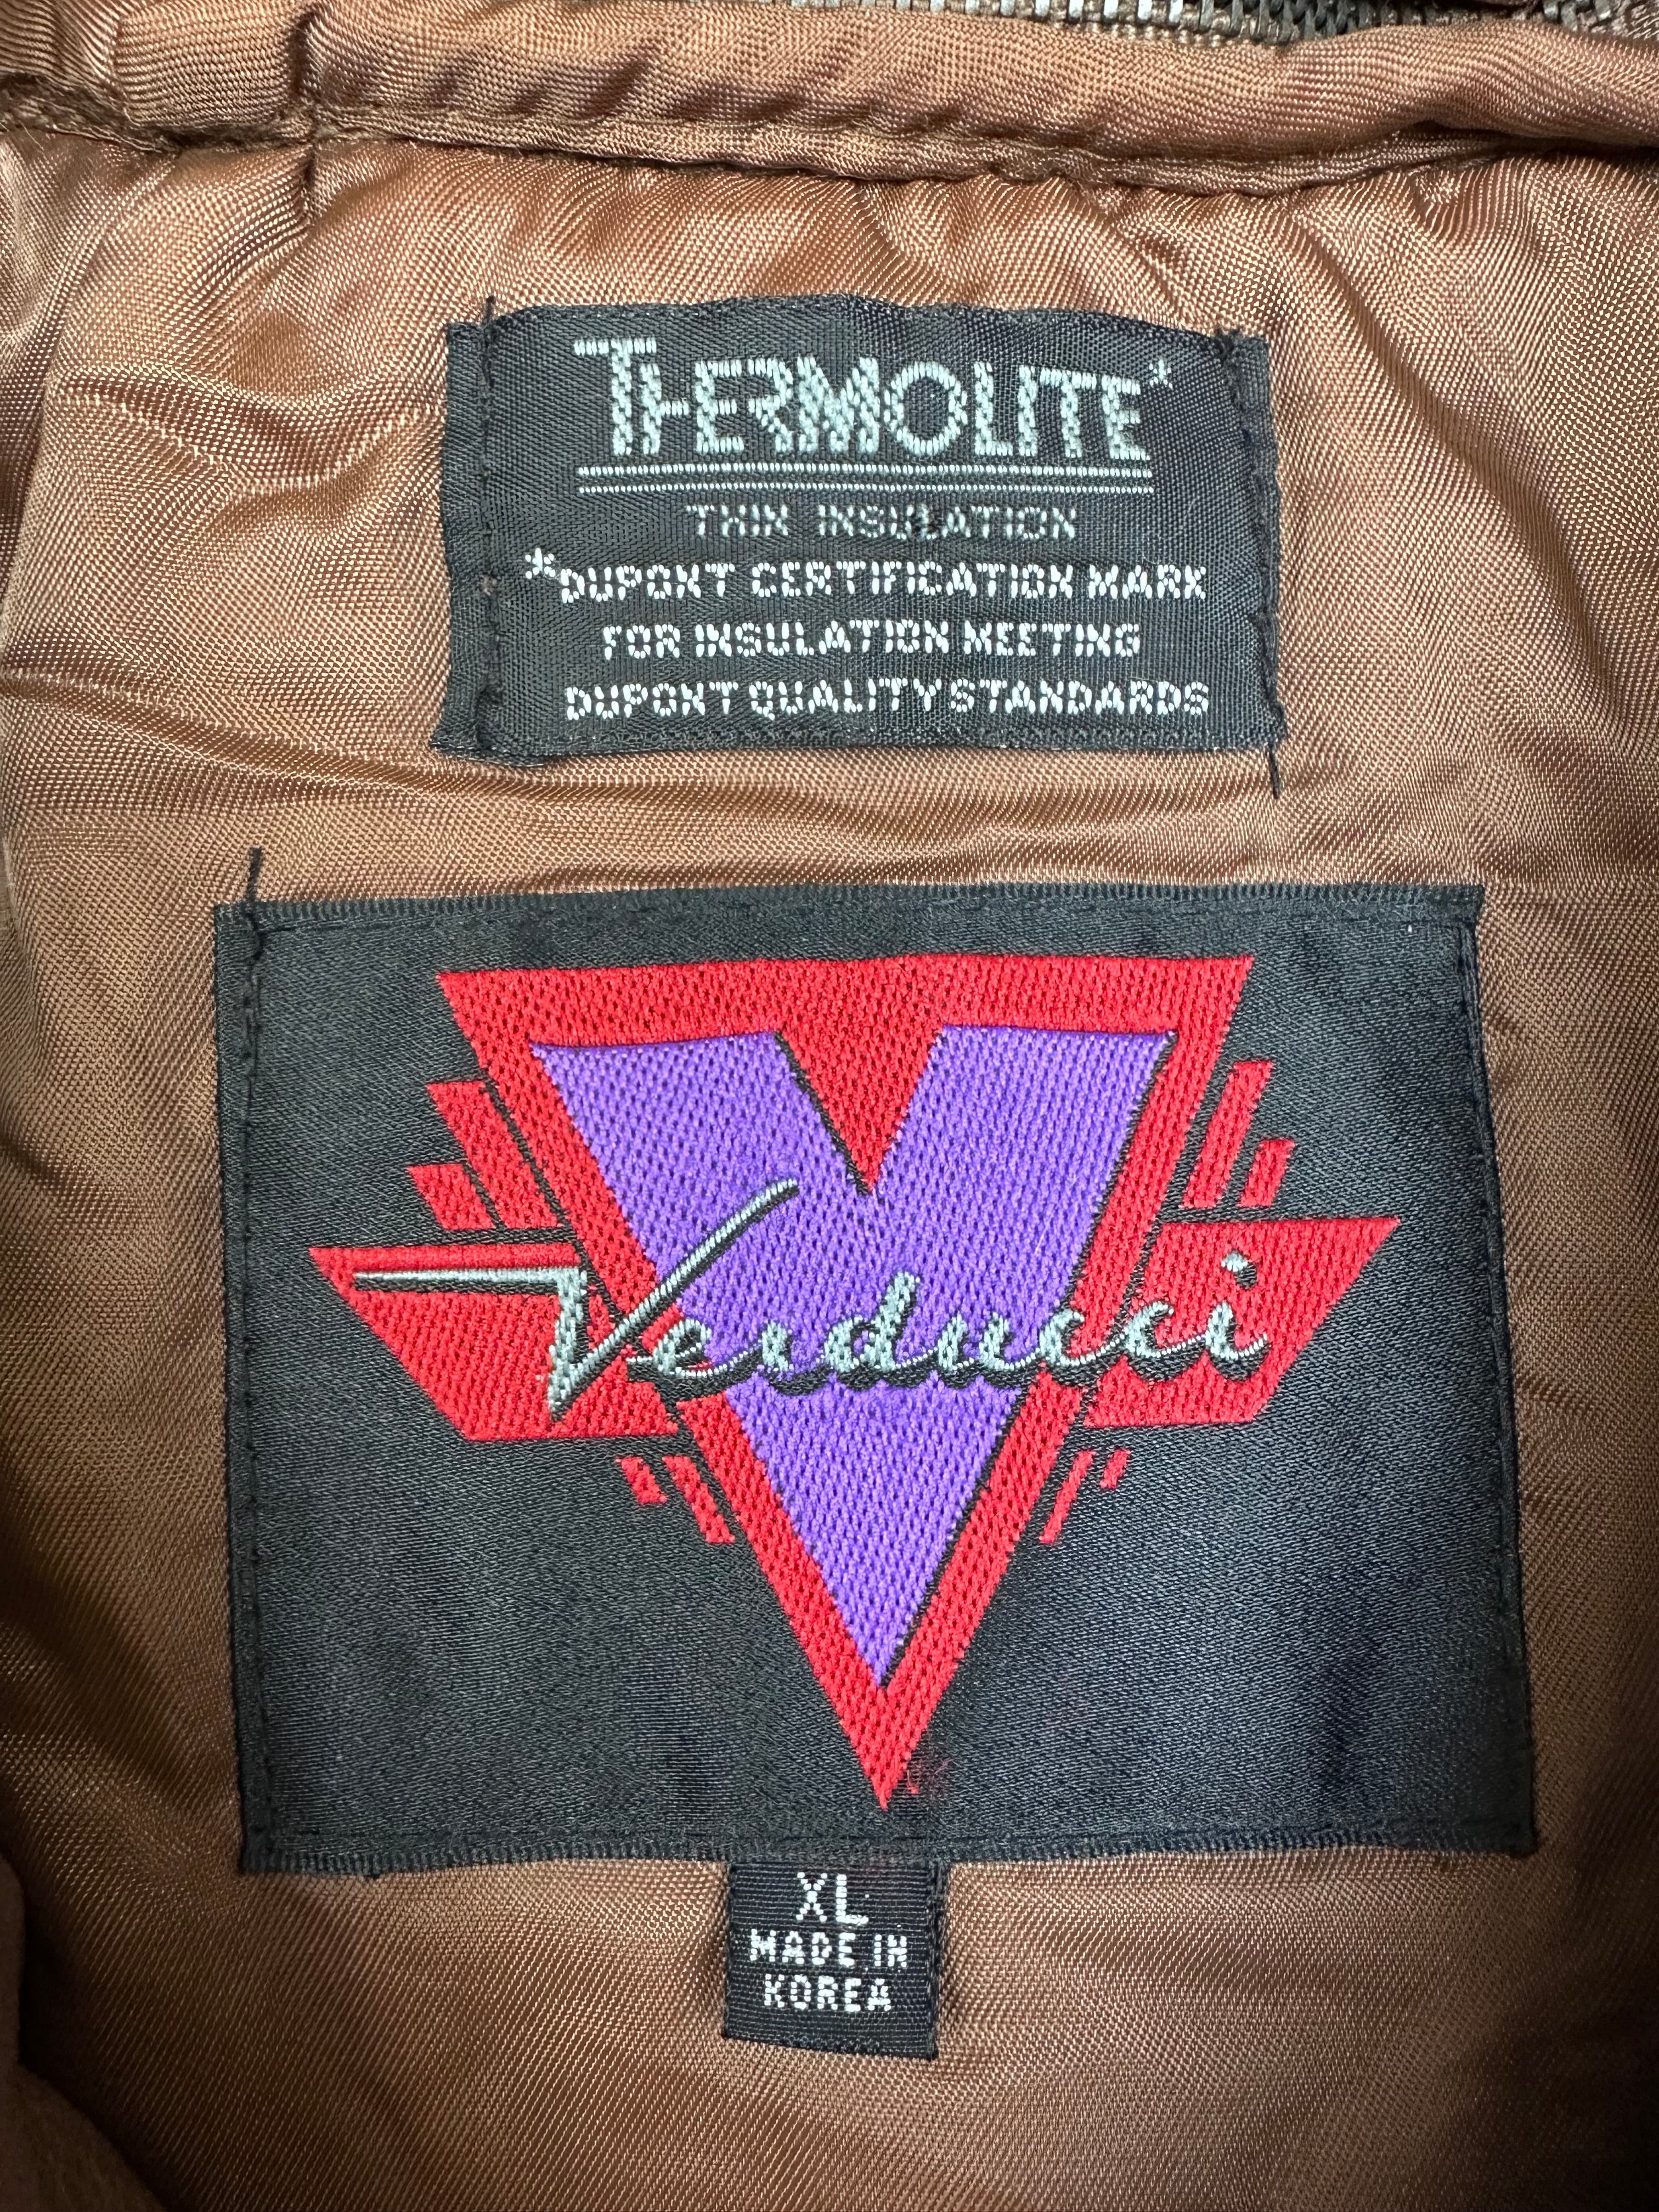 THERMOLITE*
THIN INSULATION
*DUPONT CERTIFICATION MARK
FOR INSULATION MEETING
DUPONT QUALITY STANDARDS
Verducci
XL
MADE IN
KOREA